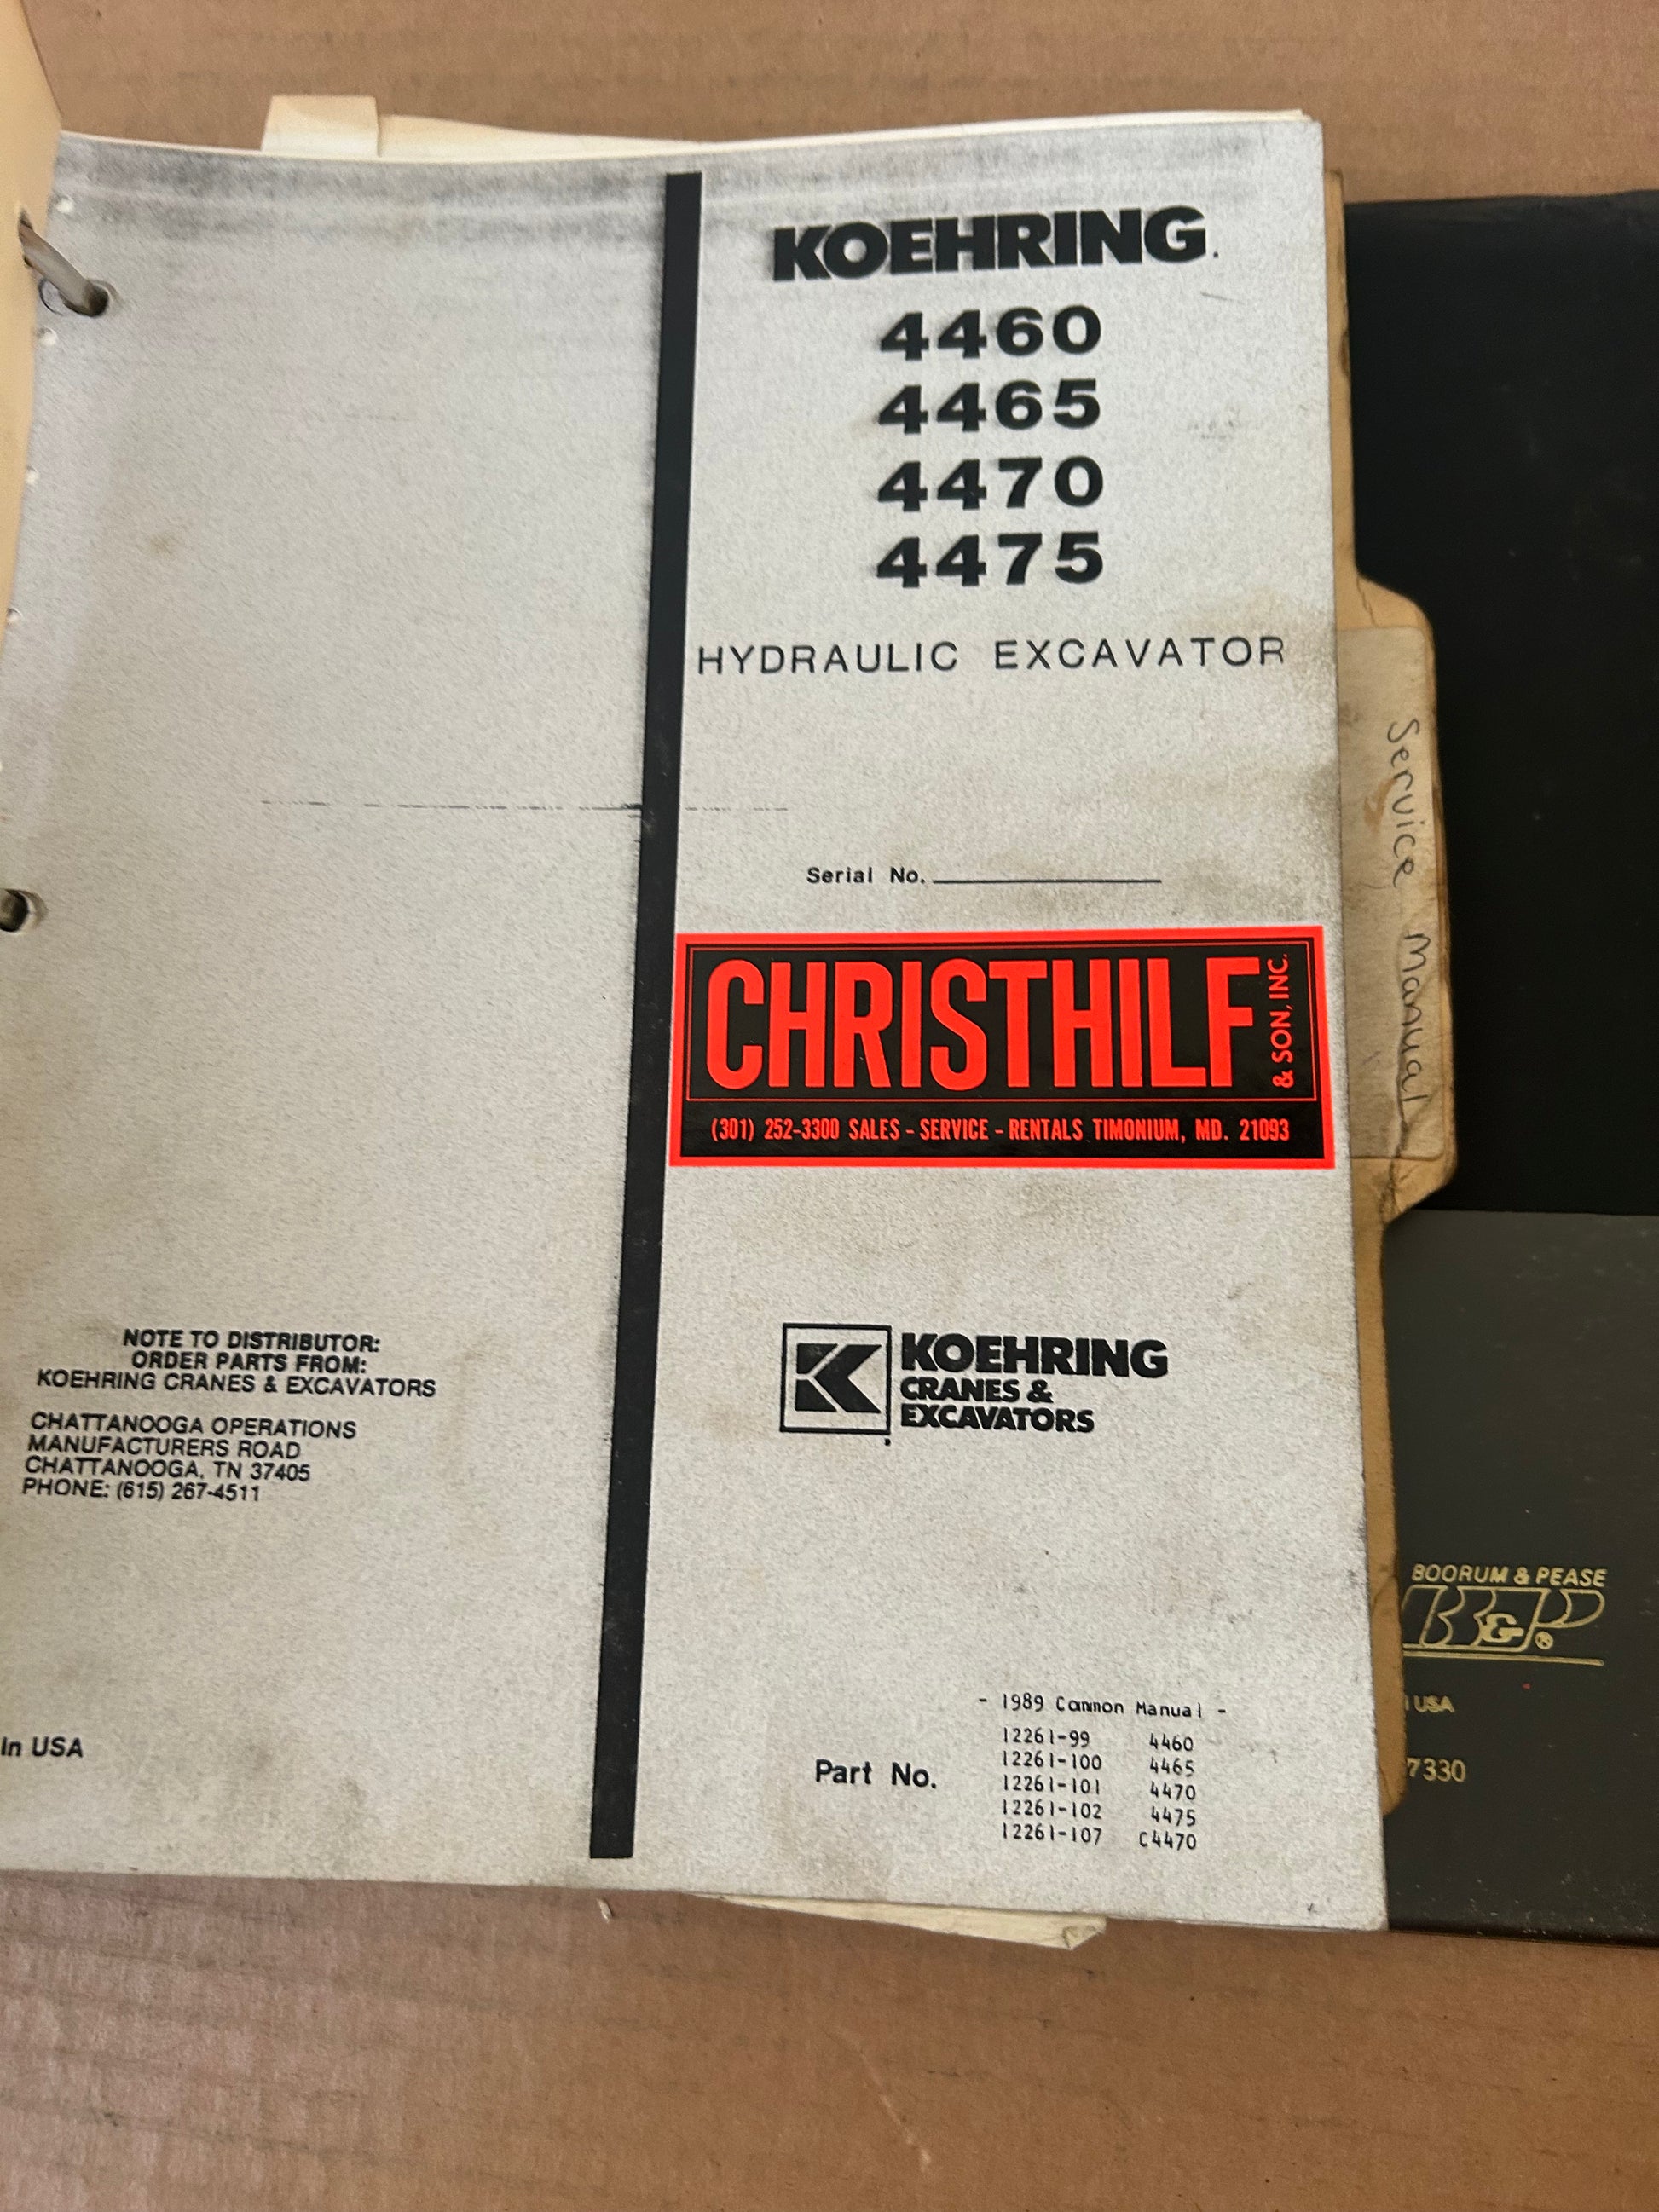 KOEHRING.
4460
4465
4470
4475
HYDRAULIC EXCAVATOR
Serial No.
CHRISTHILF & SON, INC.
(301) 252-3300 SALES - SERVICE - RENTALS TIMONIUM, MD. 21093
KOEHRING
CRANES &
EXCAVATORS
- 1989 Common Manual -
Part No.
12261-99 4460
12261-100 4465
12261-101 4470
12261-102 4475
12261-107 C4470
NOTE TO DISTRIBUTOR:
ORDER PARTS FROM:
KOEHRING CRANES & EXCAVATORS
CHATTANOOGA OPERATIONS
MANUFACTURERS ROAD
CHATTANOOGA, TN 37405
PHONE: (615) 267-4511
In USA
Service Manual
BOORUM & PEASE
B&P®
USA
7330